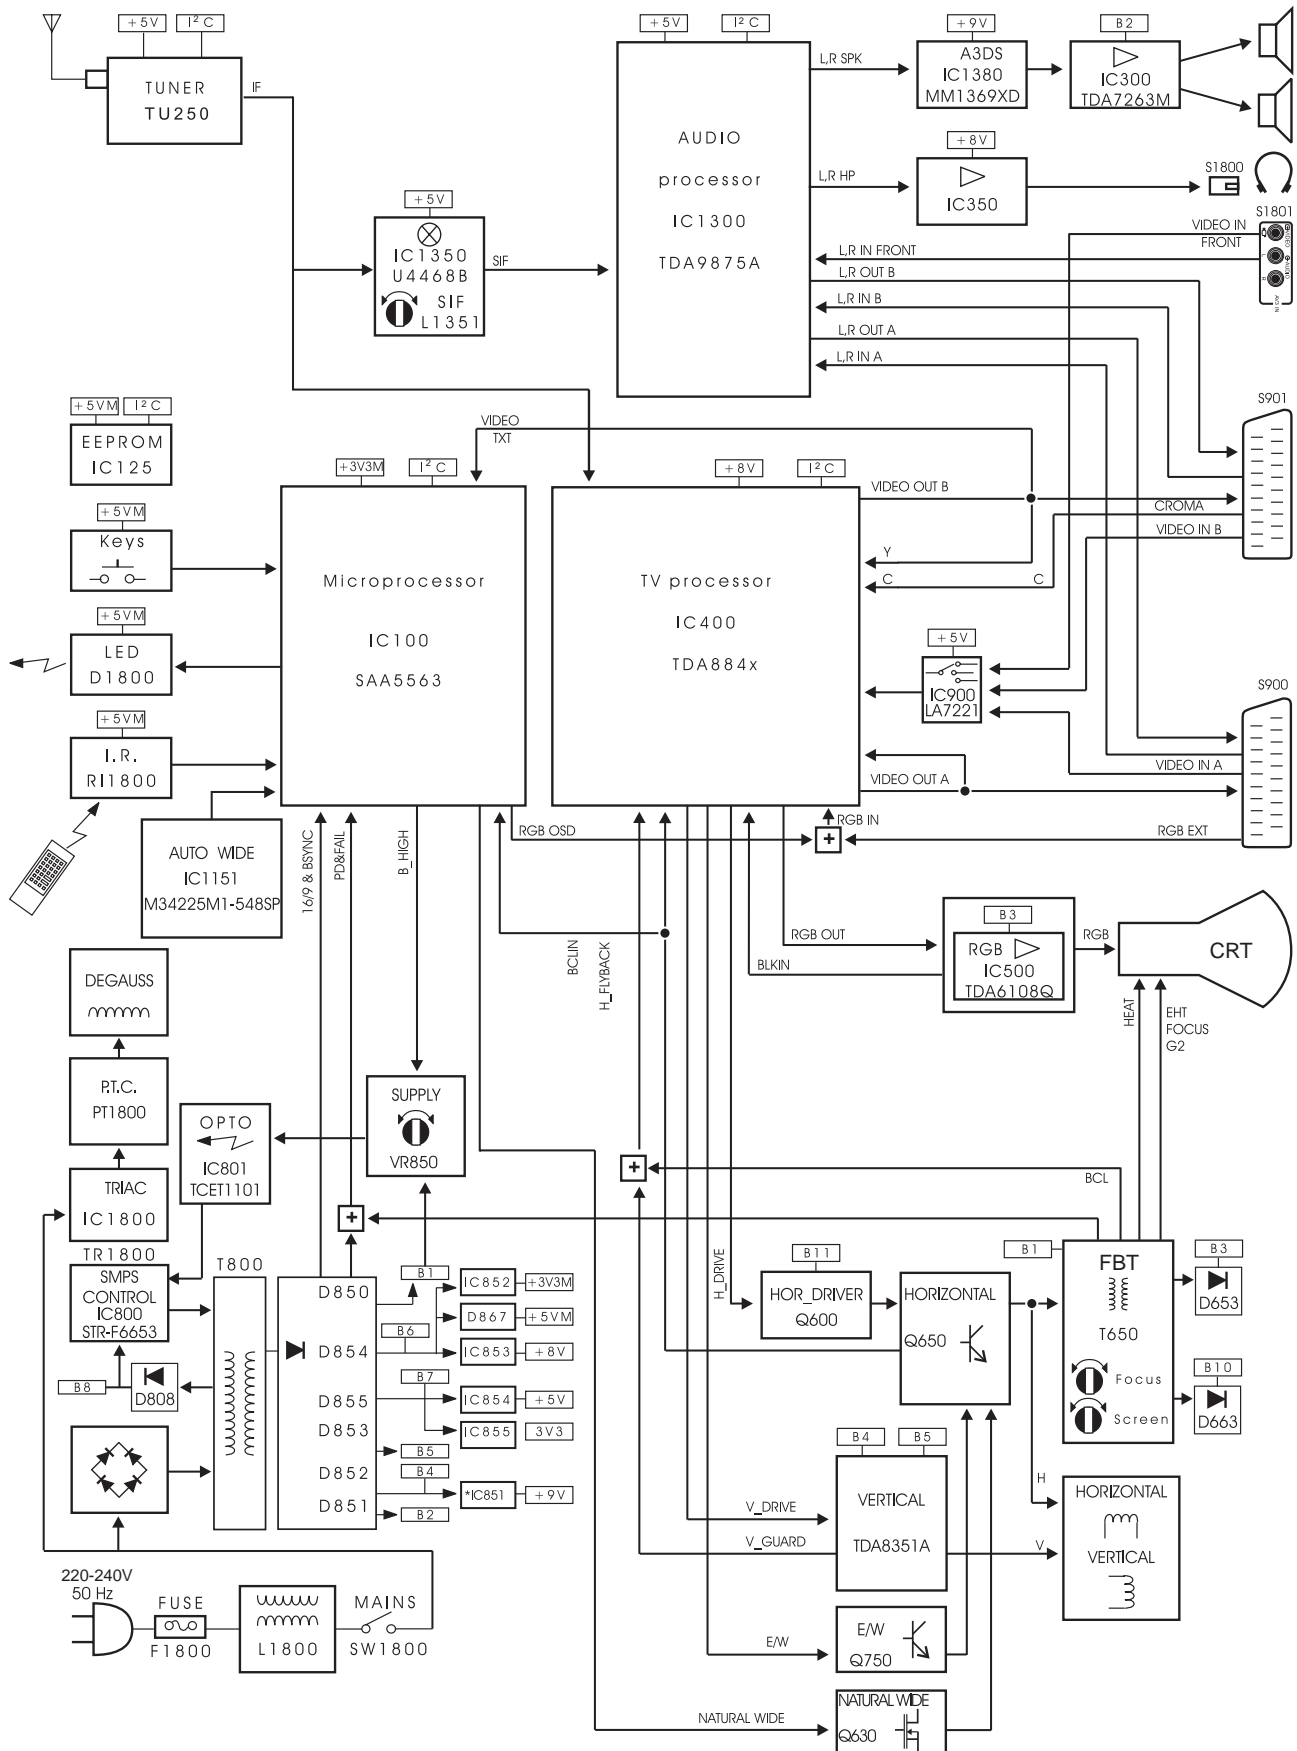 +5V
I²C
TUNER
TU250
IF
+5V
I²C
AUDIO
processor
IC1300
TDA9875A
L,R SPK
+9V
A3DS
IC1380
MM1369XD
B2
IC300
TDA7263M
L,R HP
+8V
IC350
S1800
S1801
VIDEO IN
FRONT
L,R IN FRONT
L,R OUT B
L,R IN B
L,R OUT A
L,R IN A
+5V
IC1350
U4468B
SIF
L1351
SIF
S901
+5VM
I²C
EEPROM
IC125
VIDEO
TXT
+3V3M
I²C
+8V
I²C
VIDEO OUT B
CROMA
VIDEO IN B
+5VM
Keys
Microprocessor
IC100
SAA5563
TV processor
IC400
TDA884x
Y
C
C
+5VM
LED
D1800
+5V
IC900
LA7221
S900
+5VM
I.R.
RI1800
VIDEO IN A
VIDEO OUT A
RGB IN
RGB OSD
+
RGB EXT
AUTO WIDE
IC1151
M34225M1-548SP
16/9 & BSYNC
PD&FAIL
B_HIGH
BCLIN
H_FLYBACK
RGB OUT
BLKIN
B3
RGB
IC500
TDA6108Q
RGB
CRT
HEAT
EHT
FOCUS
G2
DEGAUSS
P.T.C.
PT1800
TRIAC
IC1800
TR1800
OPTO
IC801
TCET1101
SUPPLY
VR850
+
+
BCL
SMPS
CONTROL
IC800
STR-F6653
T800
D850
D854
D855
D853
D852
D851
B1
B6
B7
B5
B4
B2
IC852
+3V3M
D867
+5VM
IC853
+8V
IC854
+5V
IC855
3V3
*IC851
+9V
B8
D808
H_DRIVE
B11
HOR_DRIVER
Q600
HORIZONTAL
Q650
B1
FBT
T650
Focus
Screen
B3
D653
B10
D663
B4
B5
VERTICAL
TDA8351A
V_DRIVE
V_GUARD
H
V
HORIZONTAL
VERTICAL
220-240V
50 Hz
FUSE
F1800
L1800
MAINS
SW1800
E/W
E/W
Q750
NATURAL WIDE
NATURAL WIDE
Q630